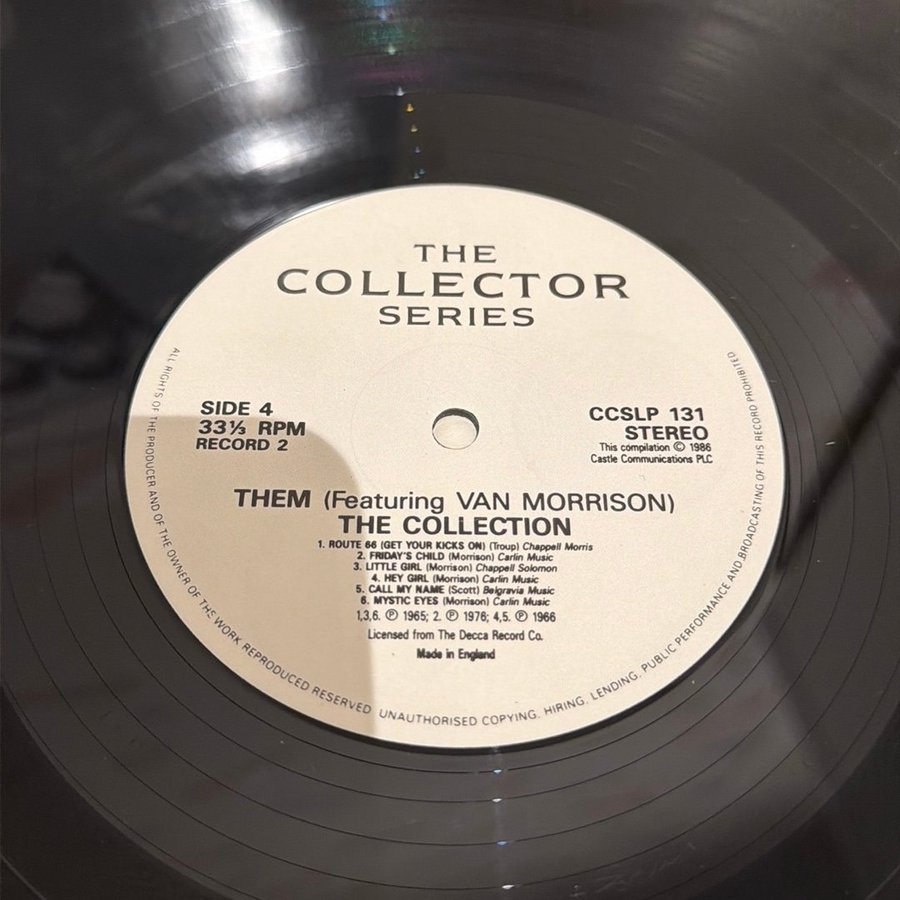 THE
COLLECTOR
SERIES
SIDE 4
33⅓ RPM
RECORD 2
CCSLP 131
STEREO
This compilation © 1986
Castle Communications PLC
THEM (Featuring VAN MORRISON)
THE COLLECTION
1. ROUTE 66 (GET YOUR KICKS ON) (Troup) Chappell Morris
2. FRIDAY'S CHILD (Morrison) Carlin Music
3. LITTLE GIRL (Morrison) Chappell Solomon
4. HEY GIRL (Morrison) Carlin Music
5. CALL MY NAME (Scott) Belgravia Music
6. MYSTIC EYES (Morrison) Carlin Music
1,3,6. ℗ 1965; 2. ℗ 1976; 4,5. ℗ 1966
Licensed from The Decca Record Co.
Made in England
ALL RIGHTS OF THE PRODUCER AND OF THE OWNER OF THE WORK REPRODUCED RESERVED UNAUTHORISED COPYING, HIRING, LENDING, PUBLIC PERFORMANCE AND BROADCASTING OF THIS RECORD PROHIBITED